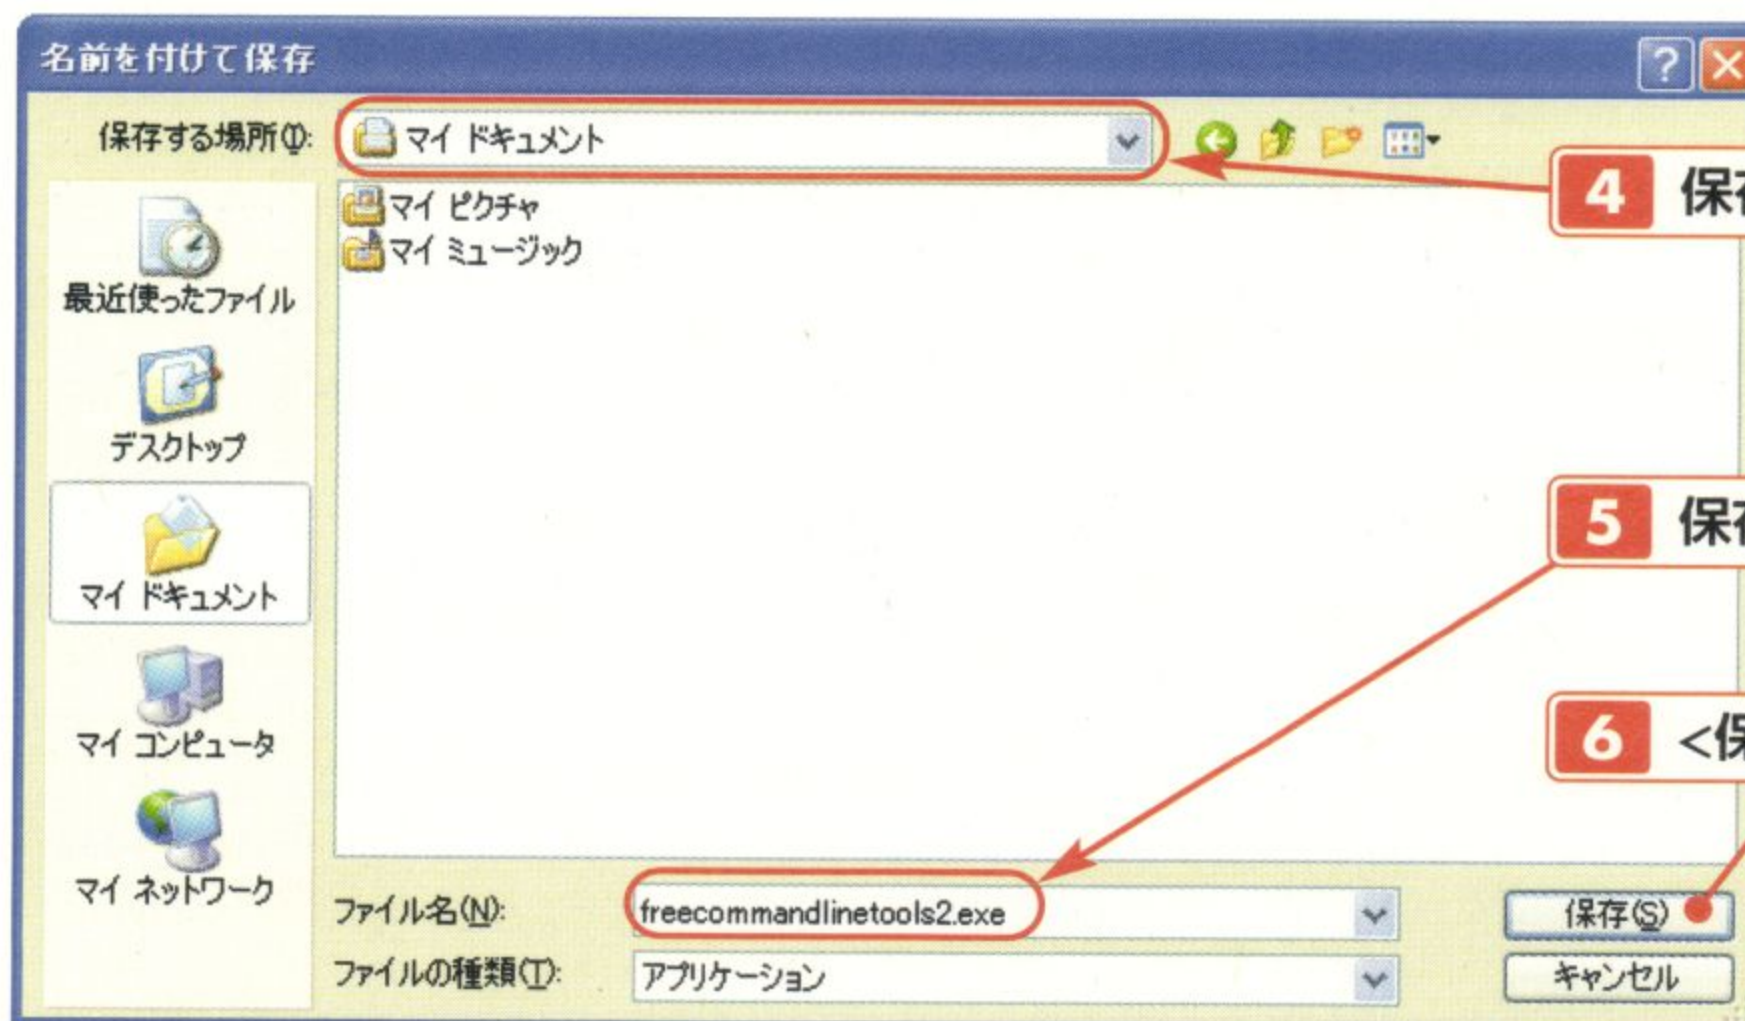 名前を付けて保存
保存する場所(I):
マイ ドキュメント
4 保存
マイ ピクチャ
マイ ミュージック
最近使ったファイル
デスクトップ
マイ ドキュメント
マイ コンピュータ
マイ ネットワーク
5 保存
6 <保
ファイル名(N):
freecommandlinetools2.exe
保存(S)
ファイルの種類(T):
アプリケーション
キャンセル